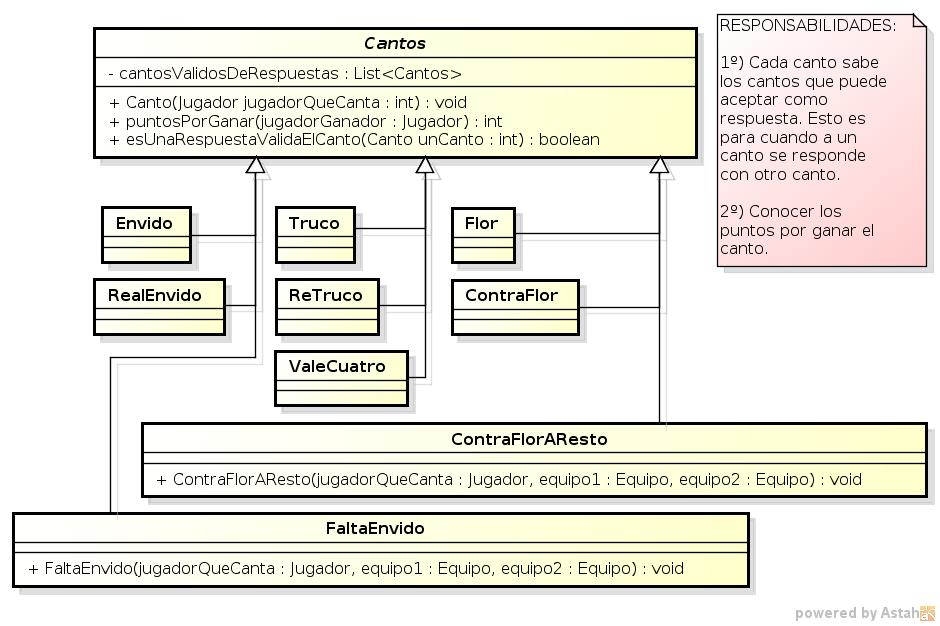 Cantos
- cantosValidosDeRespuestas : List<Cantos>
+ Canto(Jugador jugadorQueCanta : int) : void
+ puntosPorGanar(jugadorGanador : Jugador) : int
+ esUnaRespuestaValidaElCanto(Canto unCanto : int) : boolean
RESPONSABILIDADES:
1º) Cada canto sabe
los cantos que puede
aceptar como
respuesta. Esto es
para cuando a un
canto se responde
con otro canto.
2º) Conocer los
puntos por ganar el
canto.
Envido
Truco
Flor
RealEnvido
ReTruco
ContraFlor
ValeCuatro
ContraFlorAResto
+ ContraFlorAResto(jugadorQueCanta : Jugador, equipo1 : Equipo, equipo2 : Equipo) : void
FaltaEnvido
+ FaltaEnvido(jugadorQueCanta : Jugador, equipo1 : Equipo, equipo2 : Equipo) : void
powered by Astah